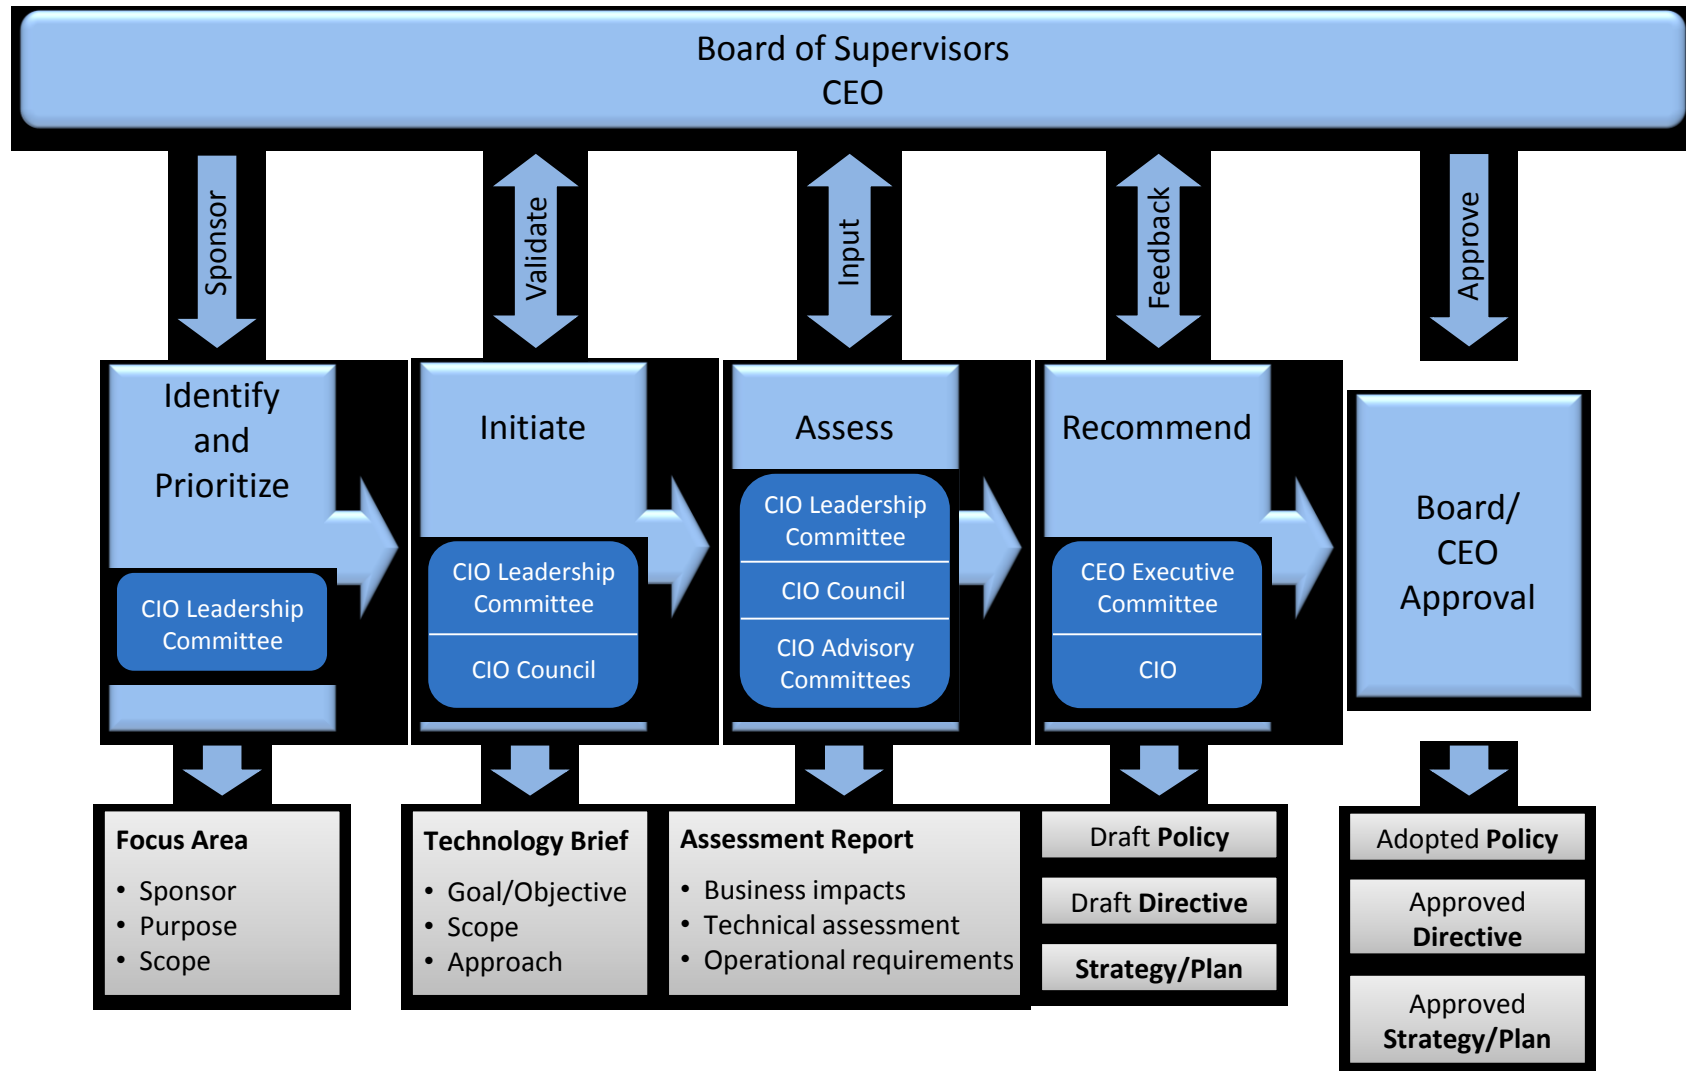 Board of Supervisors
CEO
Sponsor
Validate
Input
Feedback
Approve
Identify
and
Prioritize
CIO Leadership
Committee
Initiate
CIO Leadership
Committee
CIO Council
Assess
CIO Leadership
Committee
CIO Council
CIO Advisory
Committees
Recommend
CEO Executive
Committee
CIO
Board/
CEO
Approval
Focus Area
• Sponsor
• Purpose
• Scope
Technology Brief
• Goal/Objective
• Scope
• Approach
Assessment Report
• Business impacts
• Technical assessment
• Operational requirements
Draft Policy
Draft Directive
Strategy/Plan
Adopted Policy
Approved
Directive
Approved
Strategy/Plan